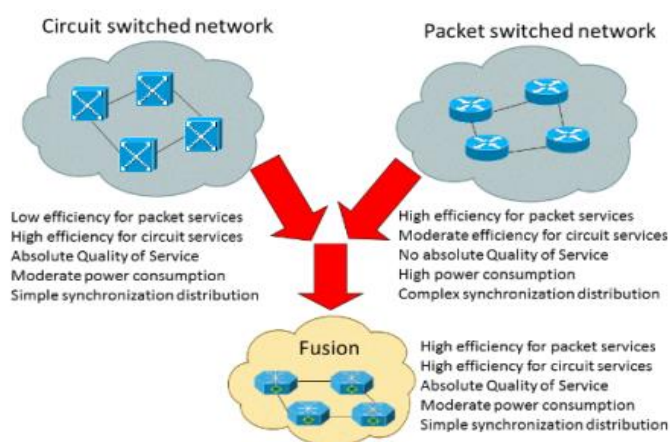 Circuit switched network
Packet switched network
Low efficiency for packet services
High efficiency for circuit services
Absolute Quality of Service
Moderate power consumption
Simple synchronization distribution
High efficiency for packet services
Moderate efficiency for circuit services
No absolute Quality of Service
High power consumption
Complex synchronization distribution
Fusion
High efficiency for packet services
High efficiency for circuit services
Absolute Quality of Service
Moderate power consumption
Simple synchronization distribution